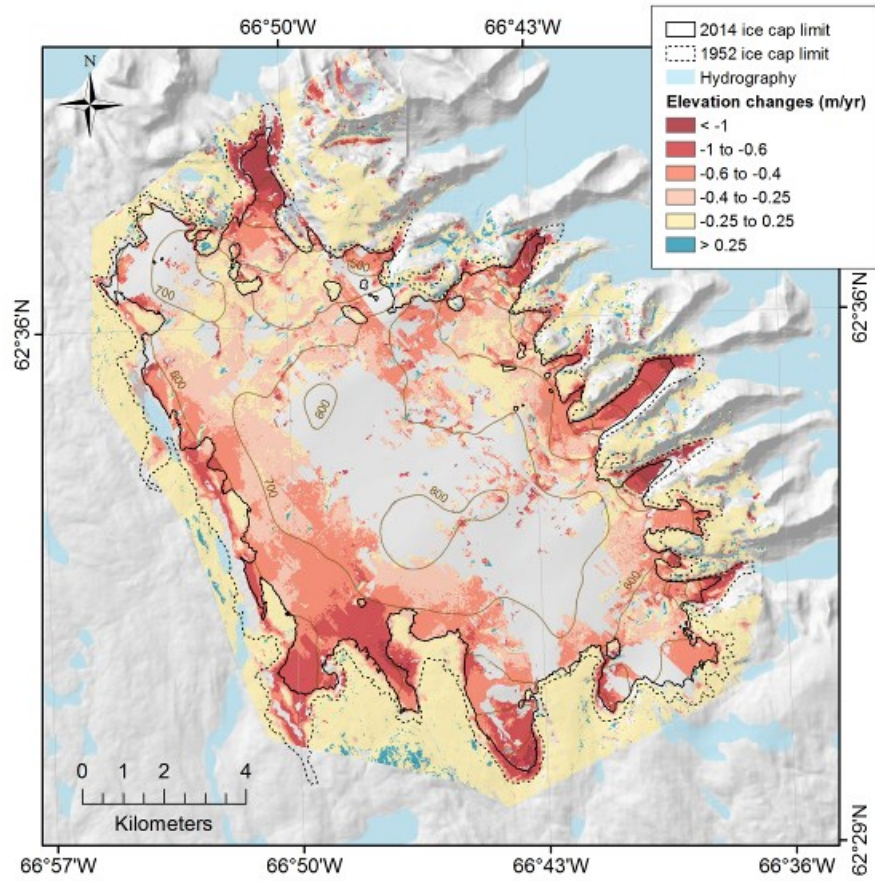 66°50'W 66°43'W
2014 ice cap limit
1952 ice cap limit
Hydrography
Elevation changes (m/yr)
< -1
-1 to -0.6
-0.6 to -0.4
-0.4 to -0.25
-0.25 to 0.25
> 0.25
N
500
700
62°36'N
62°36'N
600
800
700
800
600
0 1 2 4
Kilometers
62°29'N
66°57'W 66°50'W 66°43'W 66°36'W